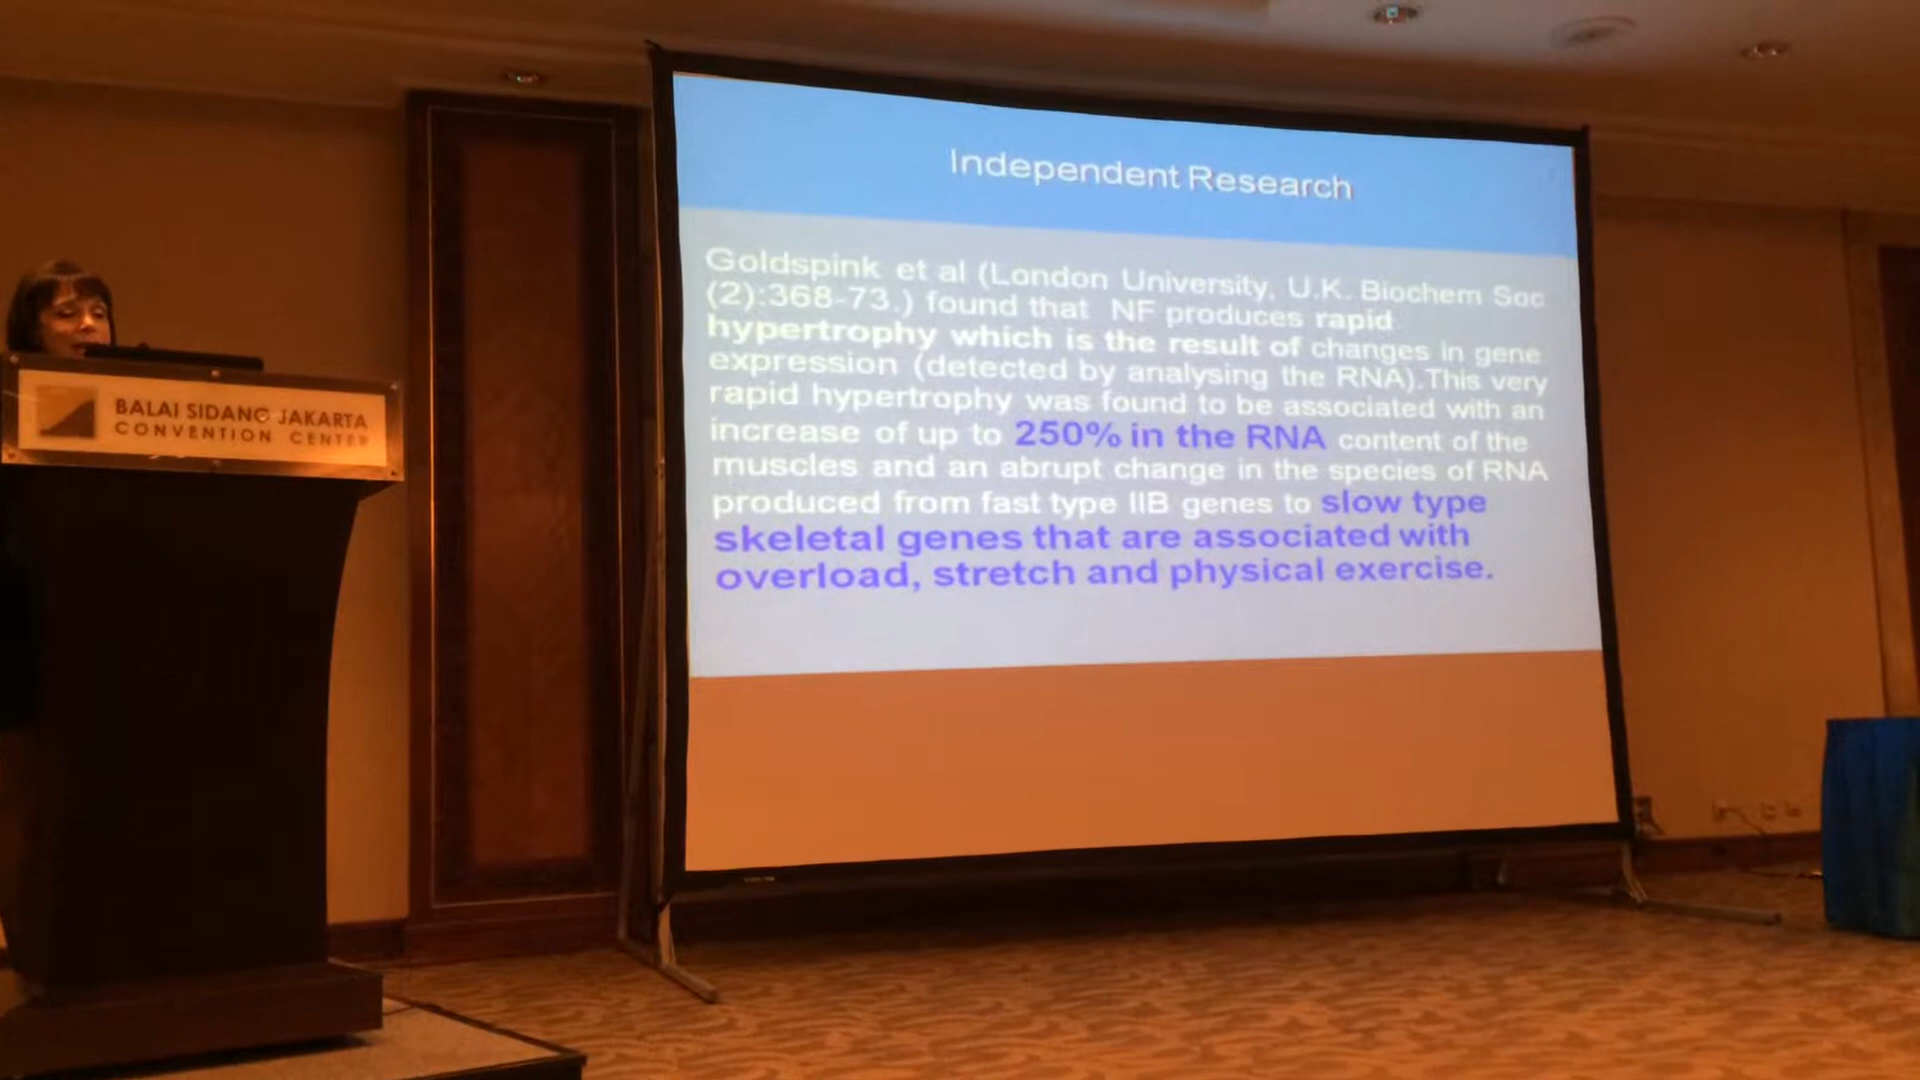 Independent Research
Goldspink et al (London University, U.K. Biochem Soc
(2):368-73.) found that NF produces rapid
hypertrophy which is the result of changes in gene
expression (detected by analysing the RNA).This very
rapid hypertrophy was found to be associated with an
increase of up to 250% in the RNA content of the
muscles and an abrupt change in the species of RNA
produced from fast type IIB genes to slow type
skeletal genes that are associated with
overload, stretch and physical exercise.
BALAI SIDANG JAKARTA
CONVENTION CENTER